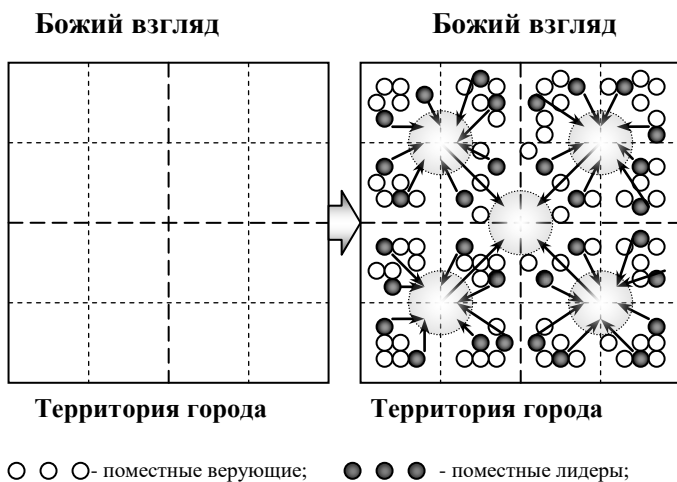 Божий взгляд
Божий взгляд
Территория города
Территория города
- поместные верующие;
- поместные лидеры;